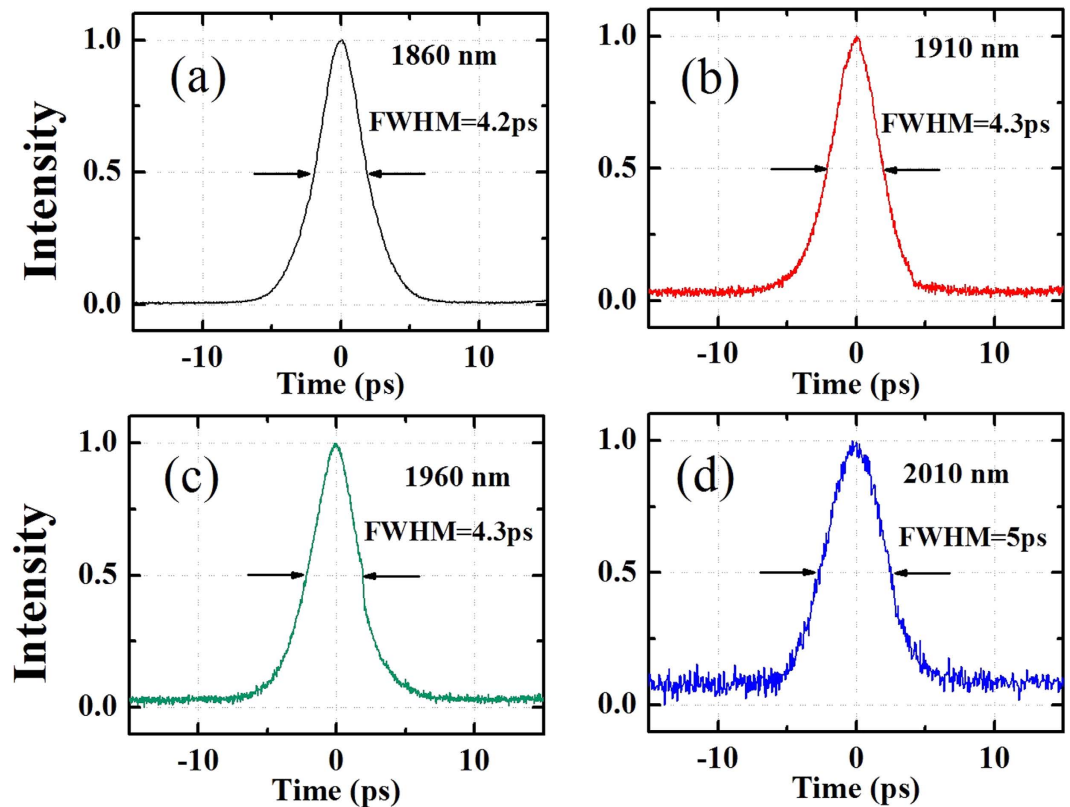 (a)
1860 nm
FWHM=4.2ps
Intensity
1.0
0.5
0.0
-10
0
10
Time (ps)
(b)
1910 nm
FWHM=4.3ps
1.0
0.5
0.0
-10
0
10
Time (ps)
(c)
1960 nm
FWHM=4.3ps
Intensity
1.0
0.5
0.0
-10
0
10
Time (ps)
(d)
2010 nm
FWHM=5ps
1.0
0.5
0.0
-10
0
10
Time (ps)